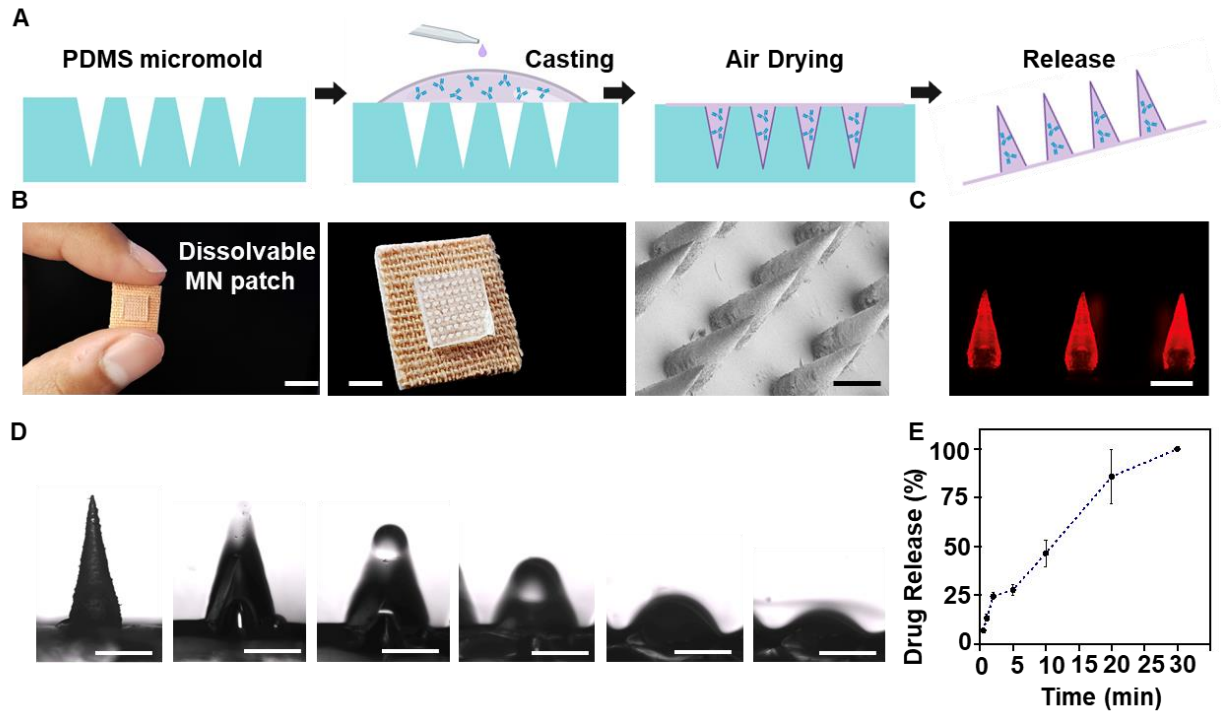 A
PDMS micromold
Casting
Air Drying
Release
B
Dissolvable
MN patch
C
D
E
Drug Release (%)
100
75
50
25
0
0 5 10 15 20 25 30
Time (min)